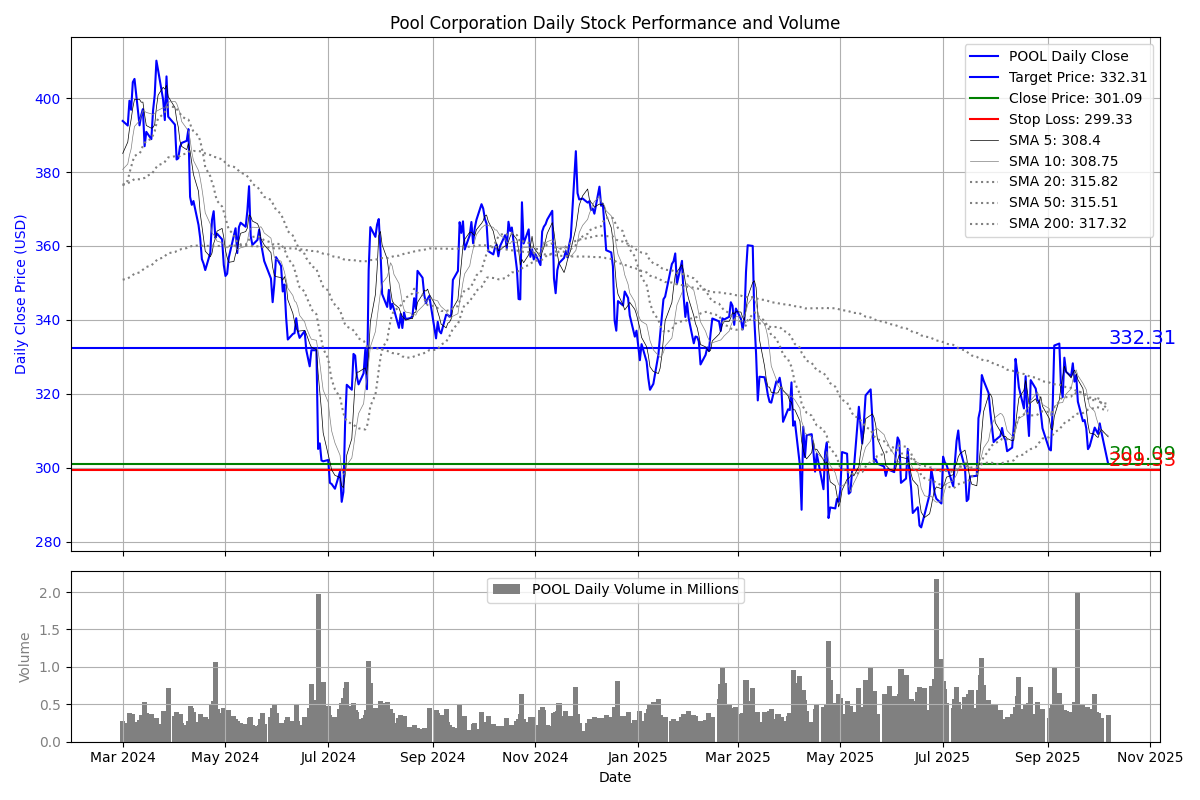 Pool Corporation Daily Stock Performance and Volume
POOL Daily Close
Target Price: 332.31
Close Price: 301.09
Stop Loss: 299.33
SMA 5: 308.4
SMA 10: 308.75
SMA 20: 315.82
SMA 50: 315.51
SMA 200: 317.32
Daily Close Price (USD)
400
380
360
340
320
300
280
332.31
301.09
299.33
POOL Daily Volume in Millions
Volume
2.0
1.5
1.0
0.5
0.0
Mar 2024 May 2024 Jul 2024 Sep 2024 Nov 2024 Jan 2025 Mar 2025 May 2025 Jul 2025 Sep 2025 Nov 2025
Date